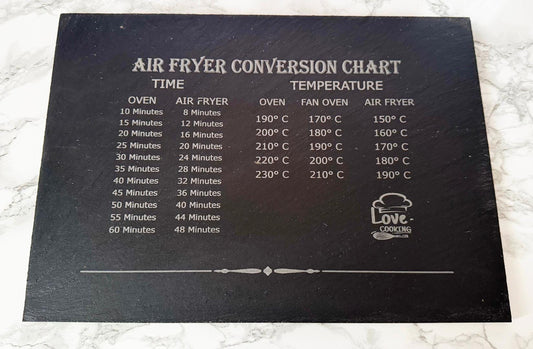 AIR FRYER CONVERSION CHART
TIME TEMPERATURE
OVEN AIR FRYER OVEN FAN OVEN AIR FRYER
10 Minutes 8 Minutes
15 Minutes 12 Minutes 190° C 170° C 150° C
20 Minutes 16 Minutes 200° C 180° C 160° C
25 Minutes 20 Minutes 210° C 190° C 170° C
30 Minutes 24 Minutes 220° C 200° C 180° C
35 Minutes 28 Minutes 230° C 210° C 190° C
40 Minutes 32 Minutes
45 Minutes 36 Minutes
50 Minutes 40 Minutes
55 Minutes 44 Minutes
60 Minutes 48 Minutes
Love
COOKING